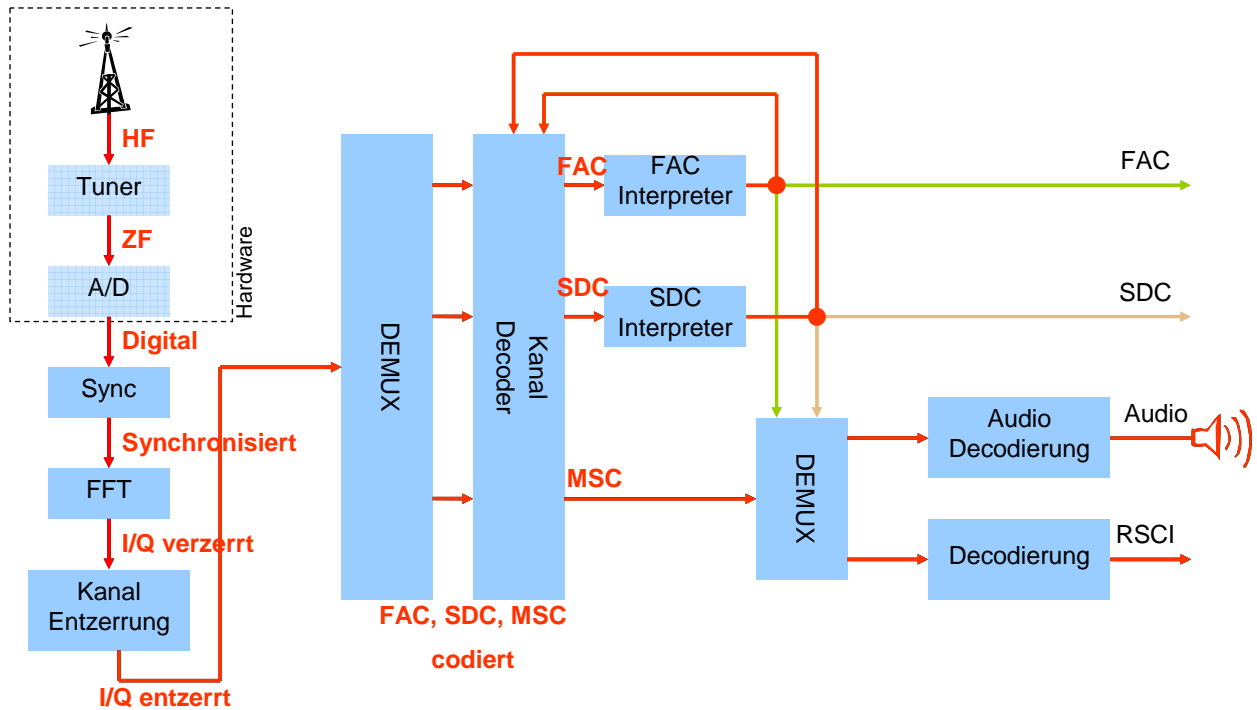 HF
Tuner
ZF
A/D
Hardware
Digital
Sync
Synchronisiert
FFT
I/Q verzerrt
Kanal
Entzerrung
I/Q entzerrt
DEMUX
Kanal
Decoder
FAC, SDC, MSC
codiert
FAC
FAC
Interpreter
FAC
SDC
SDC
Interpreter
SDC
MSC
DEMUX
Audio
Decodierung
Audio
Decodierung
RSCI